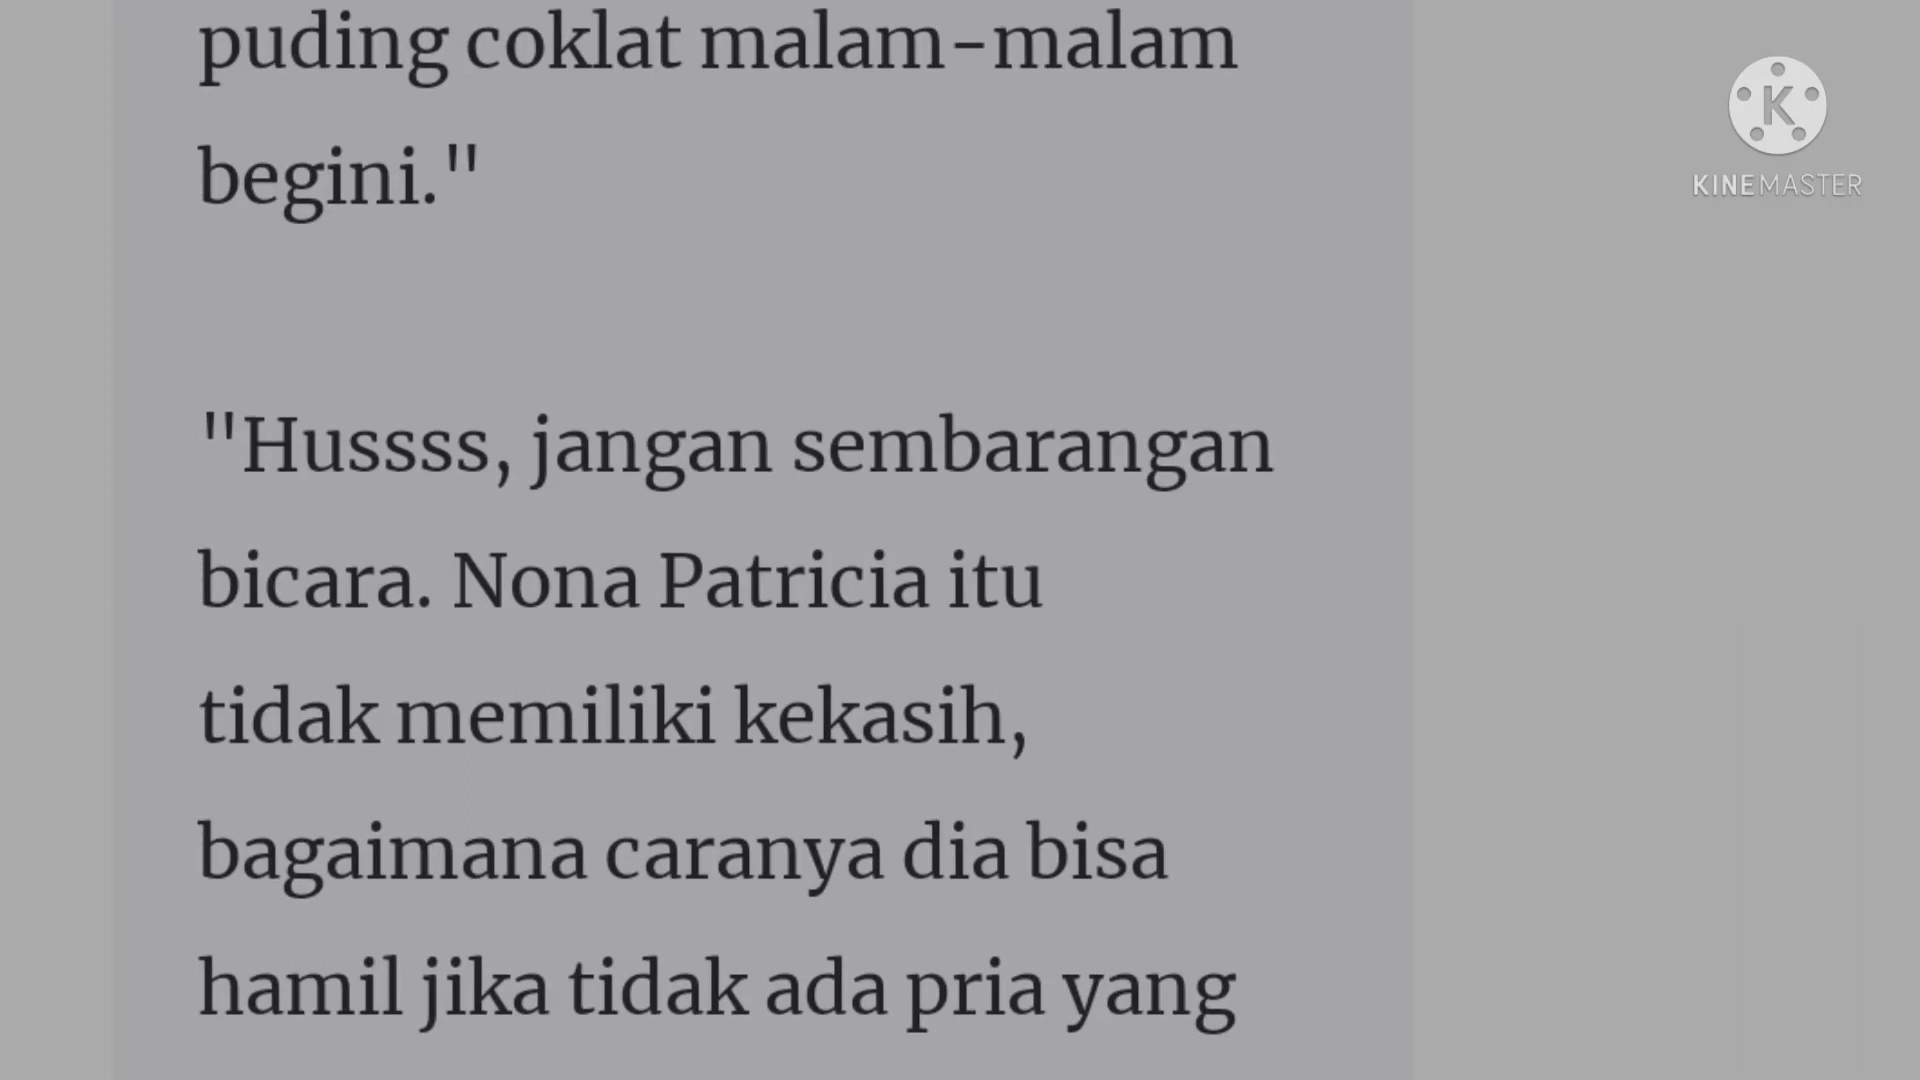 puding coklat malam-malam
begini."
"Hussss, jangan sembarangan
bicara. Nona Patricia itu
tidak memiliki kekasih,
bagaimana caranya dia bisa
hamil jika tidak ada pria yang
K
KINEMASTER